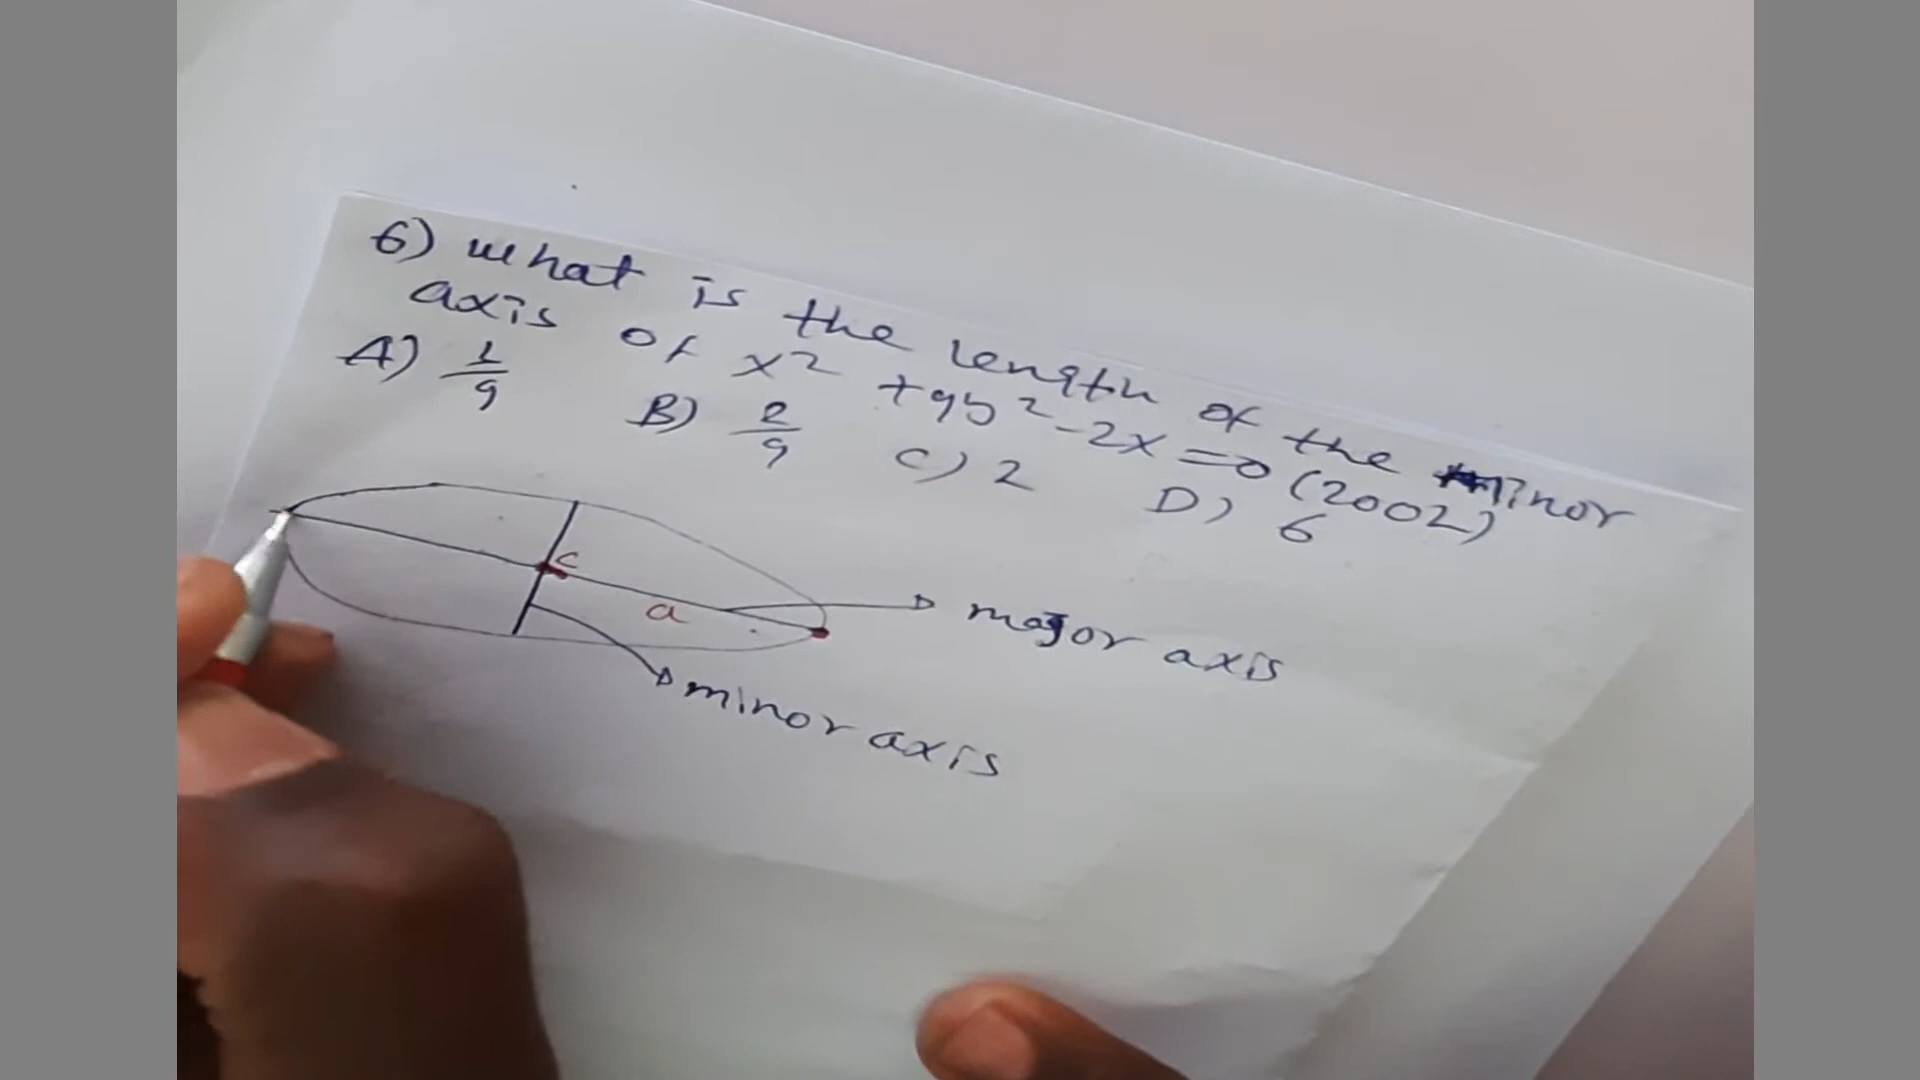 6) what is the length of the minor
axis of x² + 9y² - 2x = 0 (2002)
A) 1/9 B) 2/9 C) 2 D) 6
c
a
major axis
minor axis